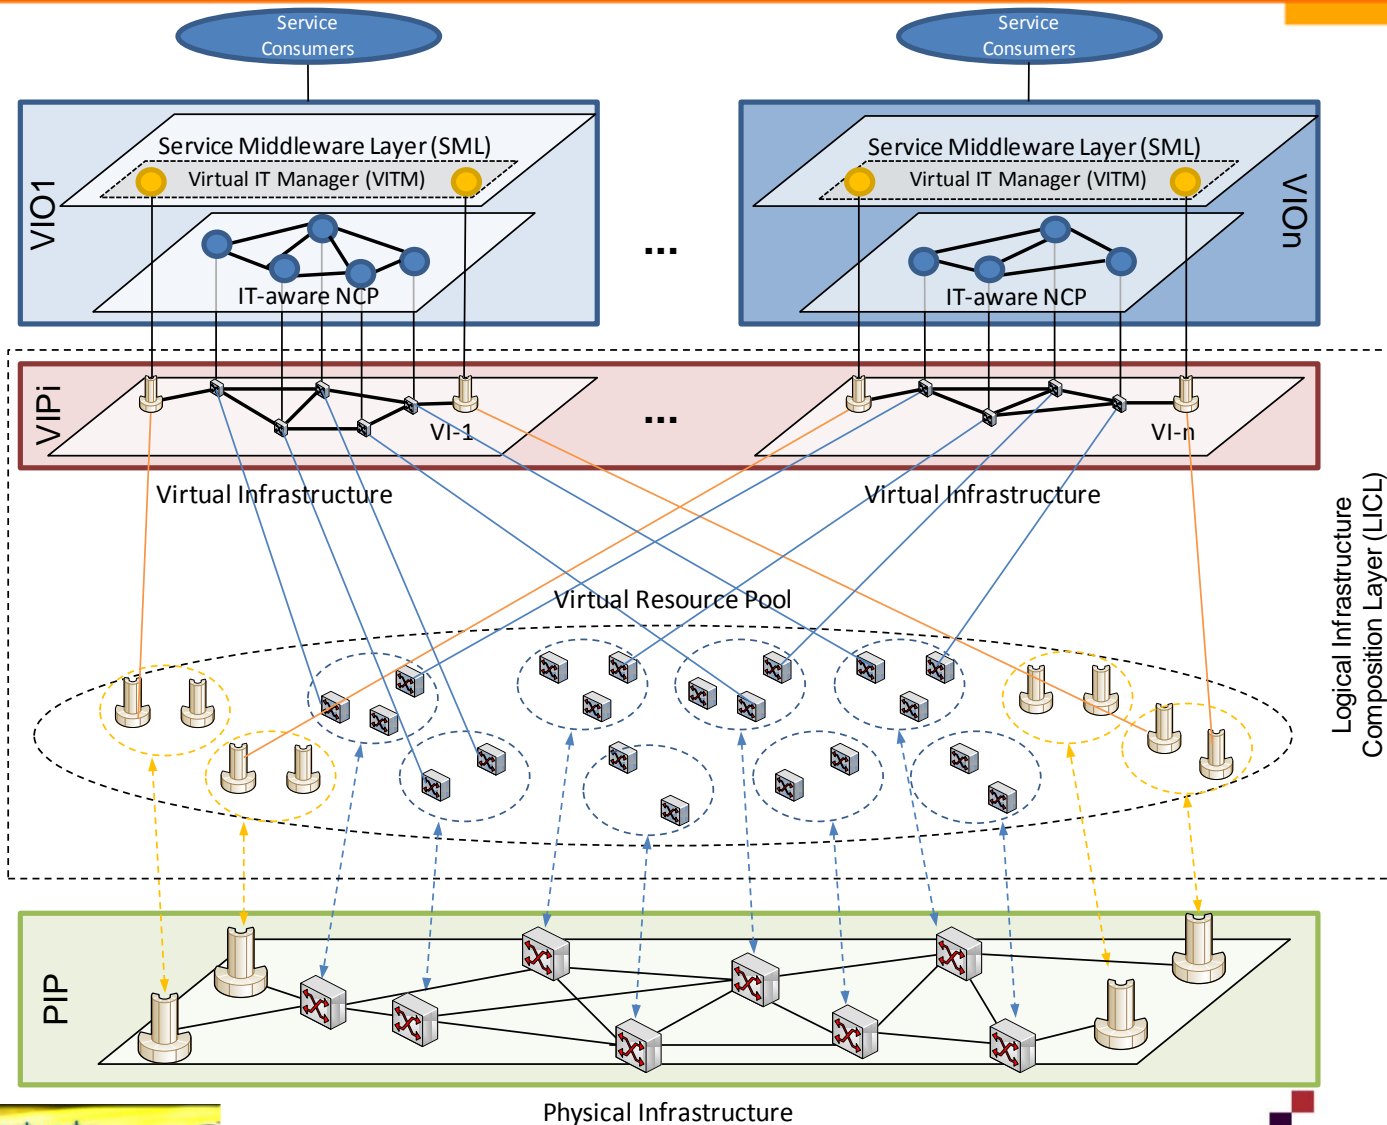 Service
Consumers
Service
Consumers
VIO1
Service Middleware Layer (SML)
Virtual IT Manager (VITM)
IT-aware NCP
...
VIOn
Service Middleware Layer (SML)
Virtual IT Manager (VITM)
IT-aware NCP
VIPi
VI-1
...
VI-n
Virtual Infrastructure
Virtual Infrastructure
Logical Infrastructure
Composition Layer (LICL)
Virtual Resource Pool
PIP
Physical Infrastructure